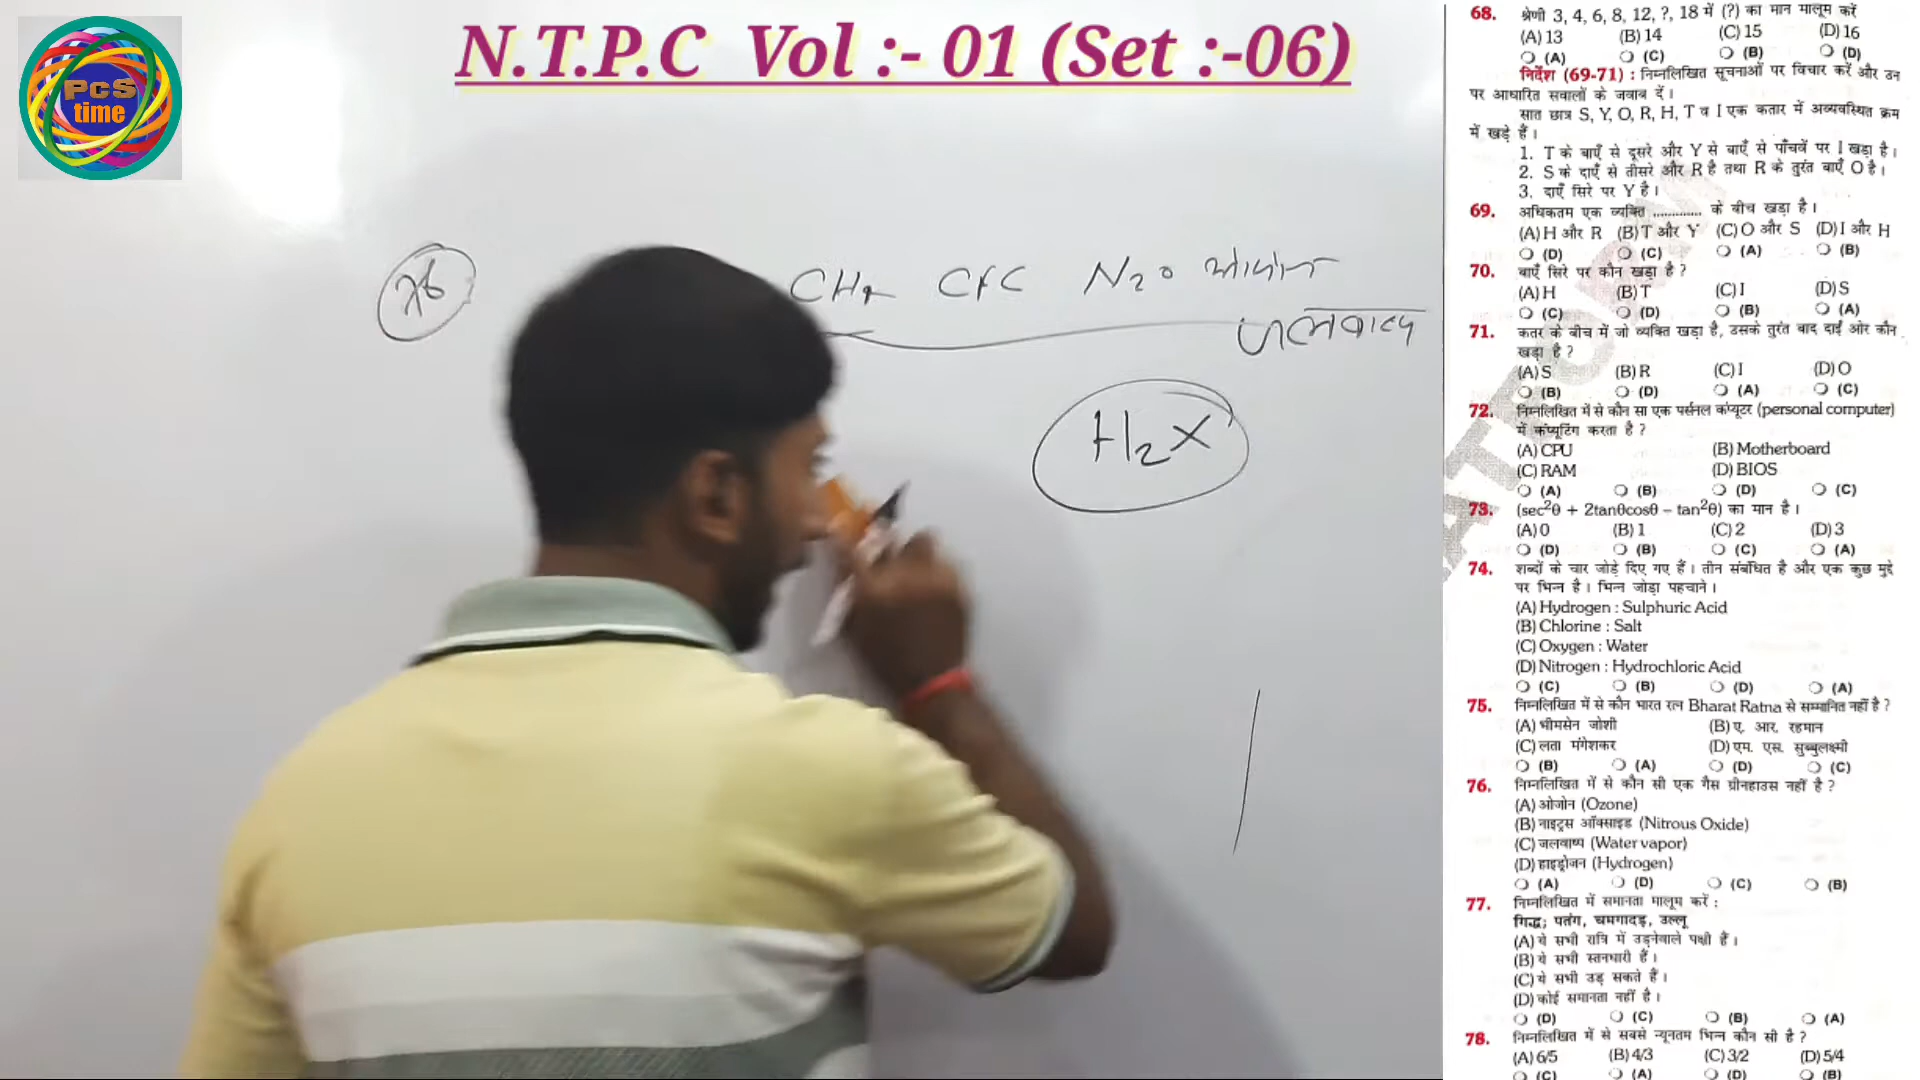 PcS
time
N.T.P.C Vol :- 01 (Set :-06)
76
CH4 CFC N2O ओजोन
जलवाष्प
H2X
68. श्रेणी 3, 4, 6, 8, 12, ?, 18 में (?) का मान मालूम करें
(A) 13 (B) 14 (C) 15 (D) 16
(A) (C) (B) (D)
निर्देश (69-71) : निम्नलिखित सूचनाओं पर विचार करें और उन
पर आधारित सवालों के जवाब दें।
सात छात्र S, Y, O, R, H, T व I एक कतार में अव्यवस्थित क्रम
में खड़े हैं।
1. T के बाएँ से दूसरे और Y से बाएँ से पाँचवें पर I खड़ा है।
2. S के दाएँ से तीसरे और R है तथा R के तुरंत बाएँ O है।
3. दाएँ सिरे पर Y है।
69. अधिकतम एक व्यक्ति ............. के बीच खड़ा है।
(A) H और R (B) T और Y (C) O और S (D) I और H
(D) (C) (A) (B)
70. बाएँ सिरे पर कौन खड़ा है ?
(A) H (B) T (C) I (D) S
(C) (D) (B) (A)
71. कतर के बीच में जो व्यक्ति खड़ा है, उसके तुरंत बाद दाईं ओर कौन
खड़ा है ?
(A) S (B) R (C) I (D) O
(B) (D) (A) (C)
72. निम्नलिखित में से कौन सा एक पर्सनल कंप्यूटर (personal computer)
में कंप्यूटिंग करता है ?
(A) CPU (B) Motherboard
(C) RAM (D) BIOS
(A) (B) (D) (C)
73. (sec²θ + 2tanθcosθ – tan²θ) का मान है।
(A) 0 (B) 1 (C) 2 (D) 3
(D) (B) (C) (A)
74. शब्दों के चार जोड़े दिए गए हैं। तीन संबंधित है और एक कुछ मुद्दे
पर भिन्न है। भिन्न जोड़ा पहचाने।
(A) Hydrogen : Sulphuric Acid
(B) Chlorine : Salt
(C) Oxygen : Water
(D) Nitrogen : Hydrochloric Acid
(C) (B) (D) (A)
75. निम्नलिखित में से कौन भारत रत्न Bharat Ratna से सम्मानित नहीं है ?
(A) भीमसेन जोशी (B) ए. आर. रहमान
(C) लता मंगेशकर (D) एम. एस. सुब्बुलक्ष्मी
(B) (A) (D) (C)
76. निम्नलिखित में से कौन सी एक गैस ग्रीनहाउस नहीं है ?
(A) ओजोन (Ozone)
(B) नाइट्रस ऑक्साइड (Nitrous Oxide)
(C) जलवाष्प (Water vapor)
(D) हाइड्रोजन (Hydrogen)
(A) (D) (C) (B)
77. निम्नलिखित में समानता मालूम करें :
गिद्ध; पतंग, चमगादड़, उल्लू
(A) ये सभी रात्रि में उड़नेवाले पक्षी हैं।
(B) ये सभी स्तनधारी हैं।
(C) ये सभी उड़ सकते हैं।
(D) कोई समानता नहीं है।
(D) (C) (B) (A)
78. निम्नलिखित में से सबसे न्यूनतम भिन्न कौन सी है ?
(A) 6/5 (B) 4/3 (C) 3/2 (D) 5/4
(C) (A) (D) (B)